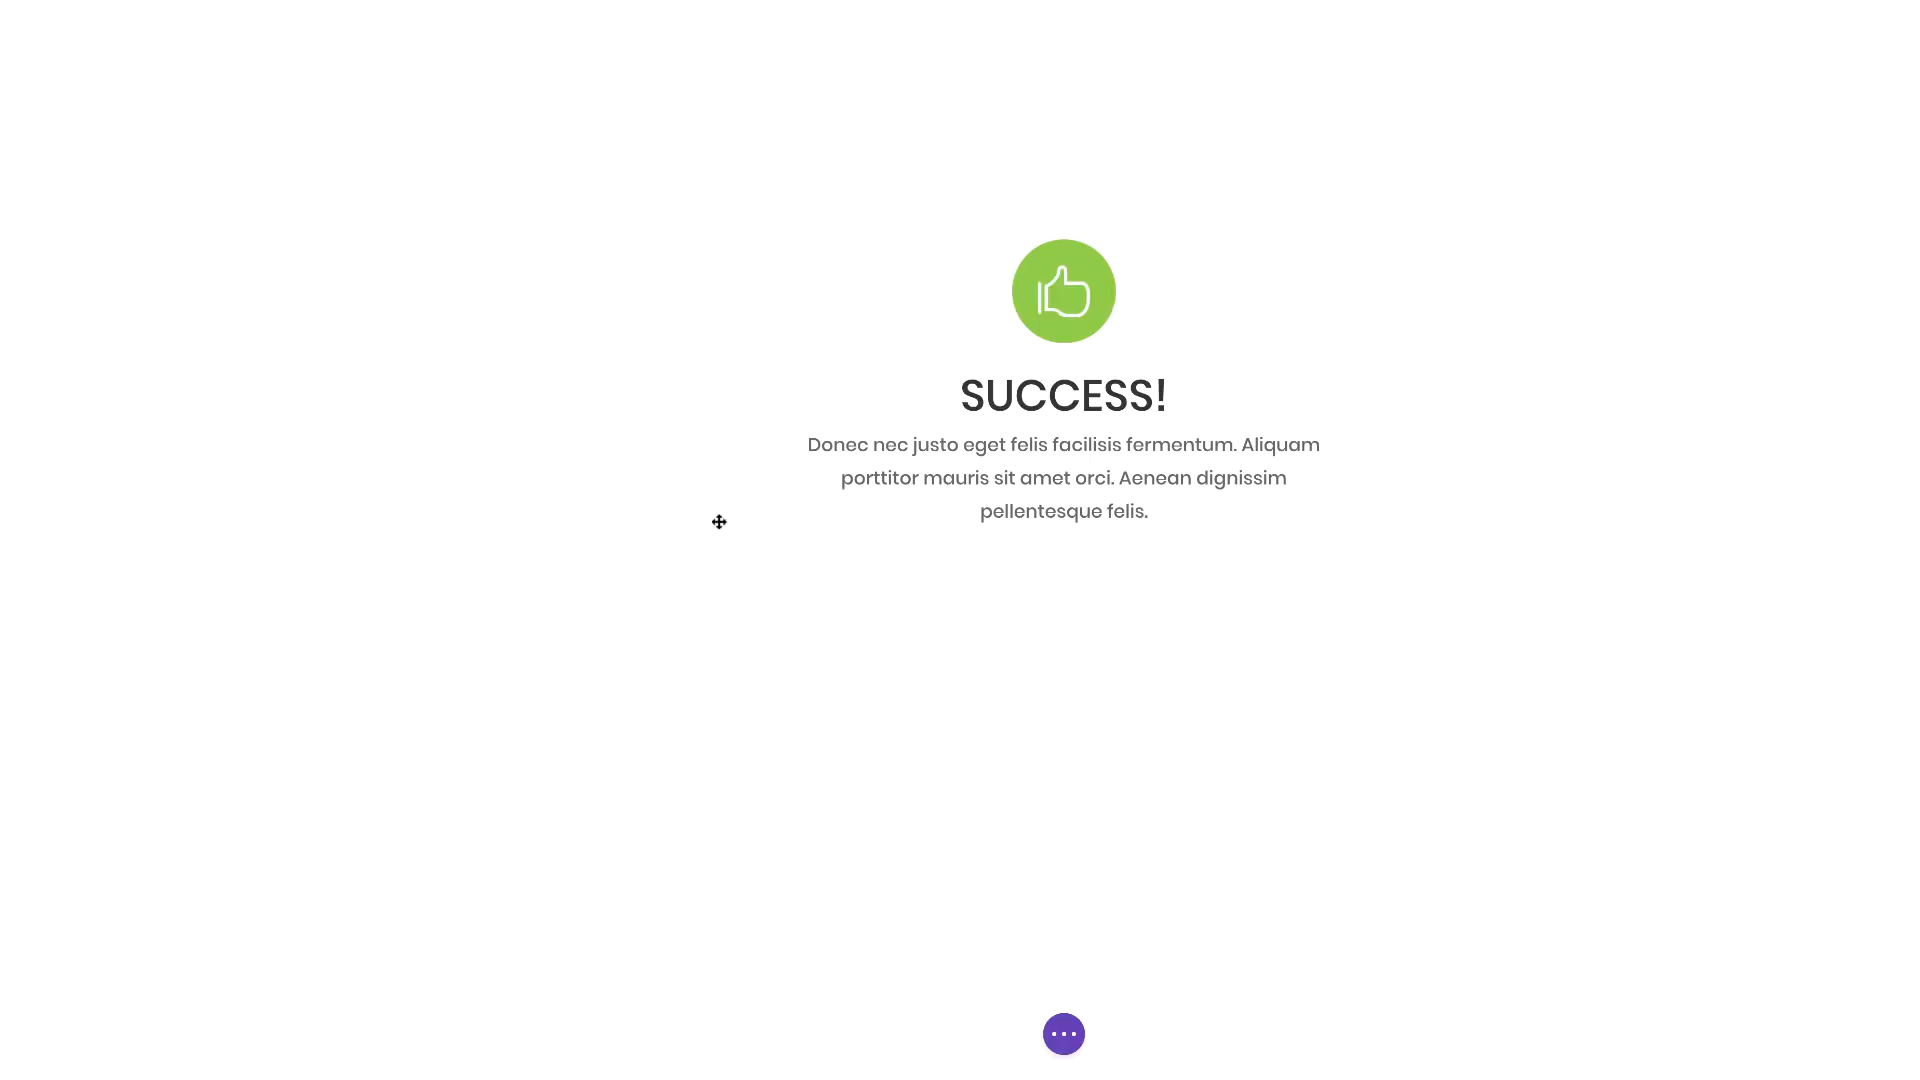 SUCCESS!
Donec nec justo eget felis facilisis fermentum. Aliquam
porttitor mauris sit amet orci. Aenean dignissim
pellentesque felis.